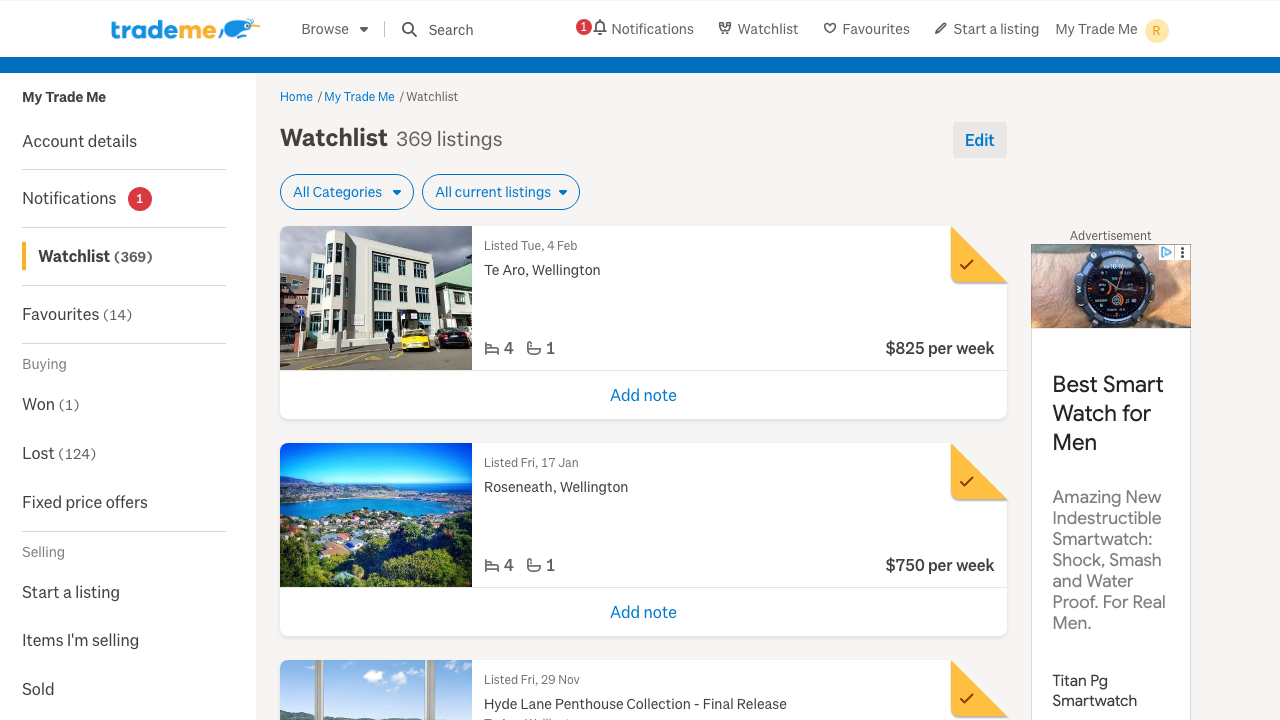 trademe
Browse
Search
1 Notifications
Watchlist
Favourites
Start a listing
My Trade Me
R
My Trade Me
Account details
Notifications 1
Watchlist (369)
Favourites (14)
Buying
Won (1)
Lost (124)
Fixed price offers
Selling
Start a listing
Items I'm selling
Sold
Home / My Trade Me / Watchlist
Watchlist 369 listings
Edit
All Categories
All current listings
Listed Tue, 4 Feb
Te Aro, Wellington
4 1
$825 per week
Add note
Listed Fri, 17 Jan
Roseneath, Wellington
4 1
$750 per week
Add note
Listed Fri, 29 Nov
Hyde Lane Penthouse Collection - Final Release
Advertisement
Best Smart
Watch for
Men
Amazing New
Indestructible
Smartwatch:
Shock, Smash
and Water
Proof. For Real
Men.
Titan Pg
Smartwatch